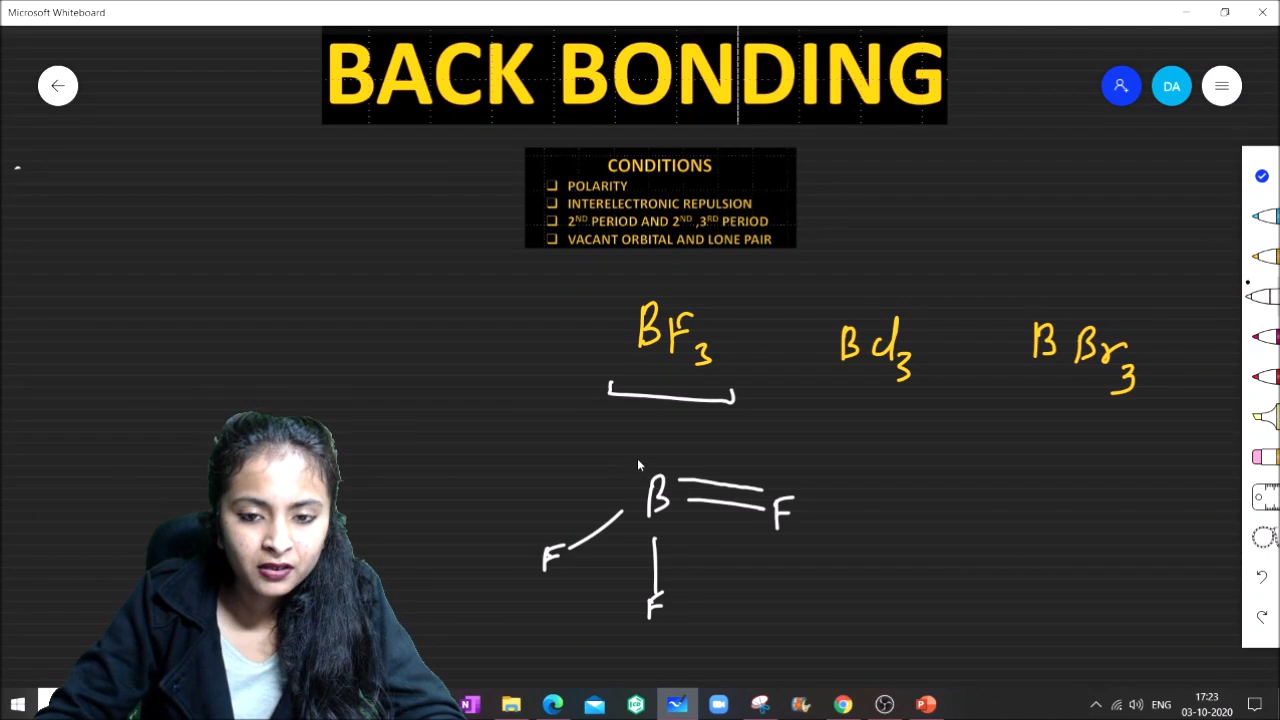 Microsoft Whiteboard
BACK BONDING
DA
CONDITIONS
❑ POLARITY
❑ INTERELECTRONIC REPULSION
❑ 2ND PERIOD AND 2ND ,3RD PERIOD
❑ VACANT ORBITAL AND LONE PAIR
BF3 BCl3 BBr3
B F
F
F
ENG
17:23
03-10-2020